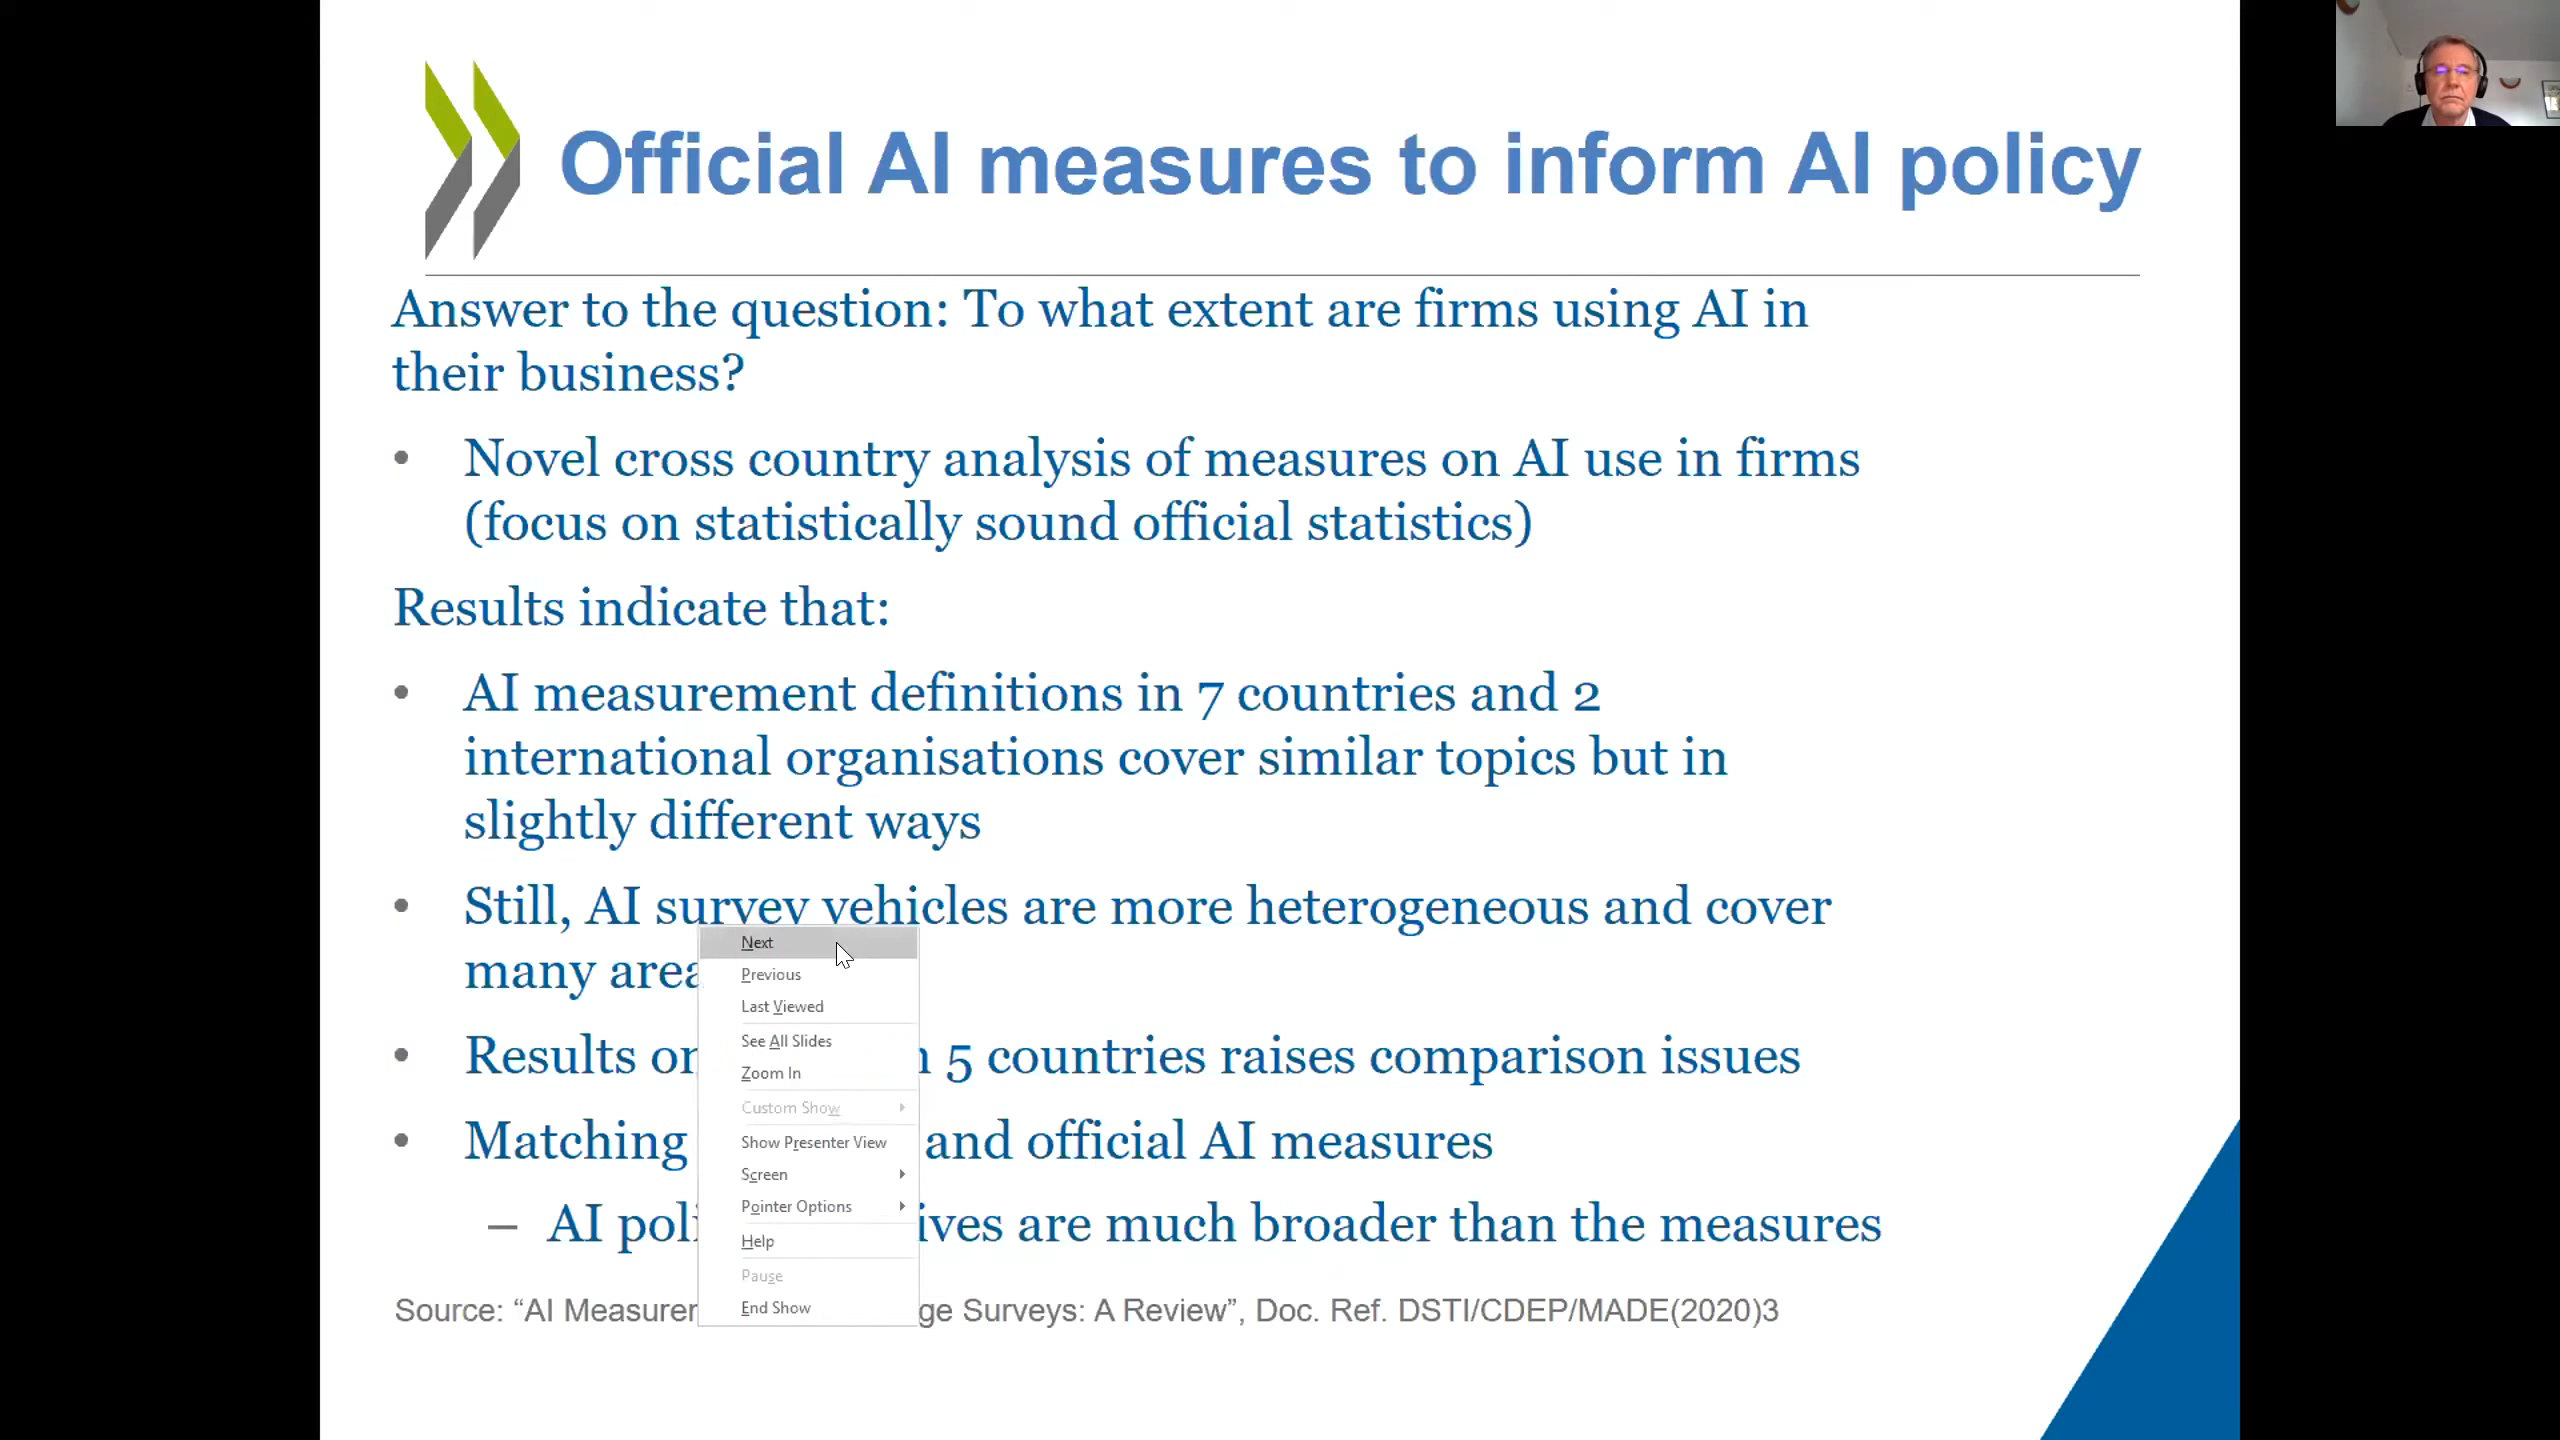 Official AI measures to inform AI policy
Answer to the question: To what extent are firms using AI in
their business?
• Novel cross country analysis of measures on AI use in firms
(focus on statistically sound official statistics)
Results indicate that:
• AI measurement definitions in 7 countries and 2
international organisations cover similar topics but in
slightly different ways
• Still, AI survey vehicles are more heterogeneous and cover
many
• Results 5 countries raises comparison issues
• Matching and official AI measures
– AI are much broader than the measures
Source: “AI Surveys: A Review”, Doc. Ref. DSTI/CDEP/MADE(2020)3
Next
Previous
Last Viewed
See All Slides
Zoom In
Custom Show
Show Presenter View
Screen
Pointer Options
Help
Pause
End Show